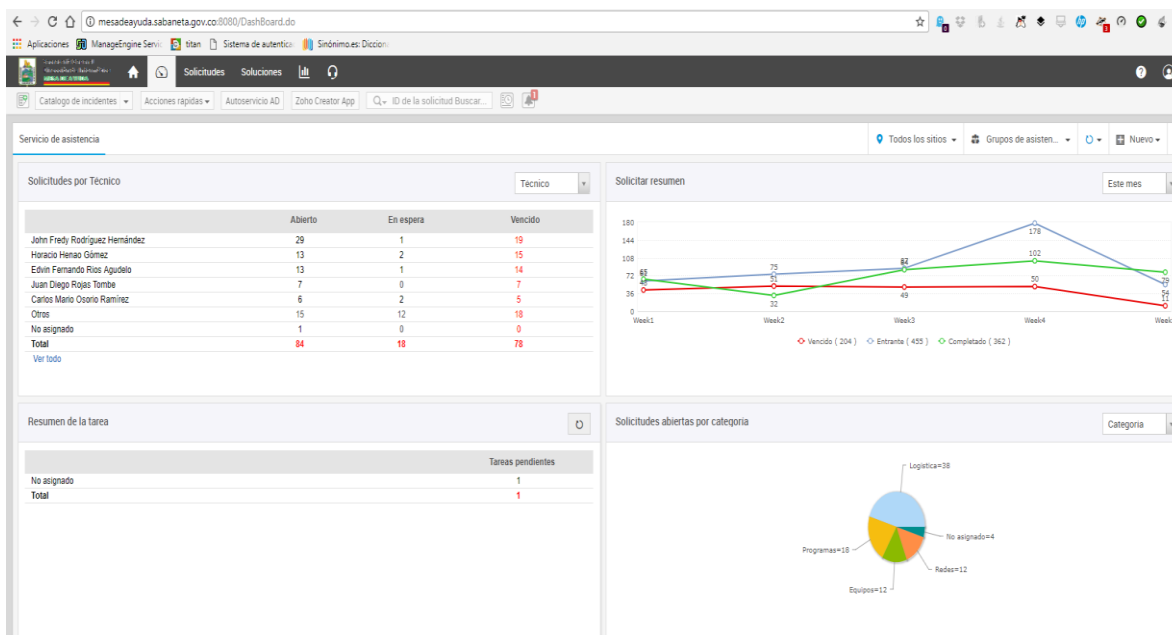 mesadeayuda.sabaneta.gov.co:8080/DashBoard.do
Aplicaciones ManageEngine Servic titan Sistema de autentica Sinónimo.es: Diccion
Solicitudes Soluciones
Catalogo de incidentes Acciones rapidas Autoservicio AD Zoho Creator App ID de la solicitud Buscar... 1
Servicio de asistencia
Todos los sitios Grupos de asisten... Nuevo
Solicitudes por Técnico
Técnico
Abierto En espera Vencido
John Fredy Rodríguez Hernández 29 1 19
Horacio Henao Gómez 13 2 15
Edvin Fernando Rios Agudelo 13 1 14
Juan Diego Rojas Tombe 7 0 7
Carlos Mario Osorio Ramírez 6 2 5
Otros 15 12 18
No asignado 1 0 0
Total 84 18 78
Ver todo
Solicitar resumen
Este mes
180
144
108
72
36
0
75
51
32
49
178
102
50
79
54
11
Week1 Week2 Week3 Week4 Week
Vencido ( 204 ) Entrante ( 455 ) Completado ( 362 )
Resumen de la tarea
Tareas pendientes
No asignado 1
Total 1
Solicitudes abiertas por categoria
Categoria
Logistica=38
No asignado=4
Programas=18
Redes=12
Equipos=12